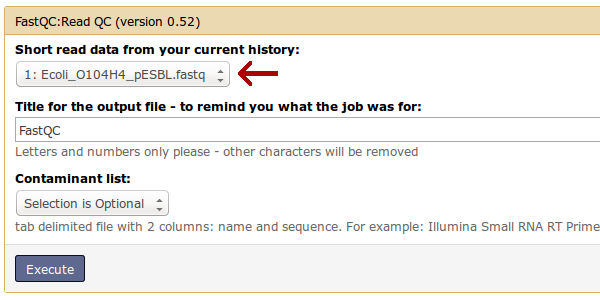 FastQC:Read QC (version 0.52)
Short read data from your current history:
1: Ecoli_O104H4_pESBL.fastq
Title for the output file - to remind you what the job was for:
FastQC
Letters and numbers only please - other characters will be removed
Contaminant list:
Selection is Optional
tab delimited file with 2 columns: name and sequence. For example: Illumina Small RNA RT Prime
Execute